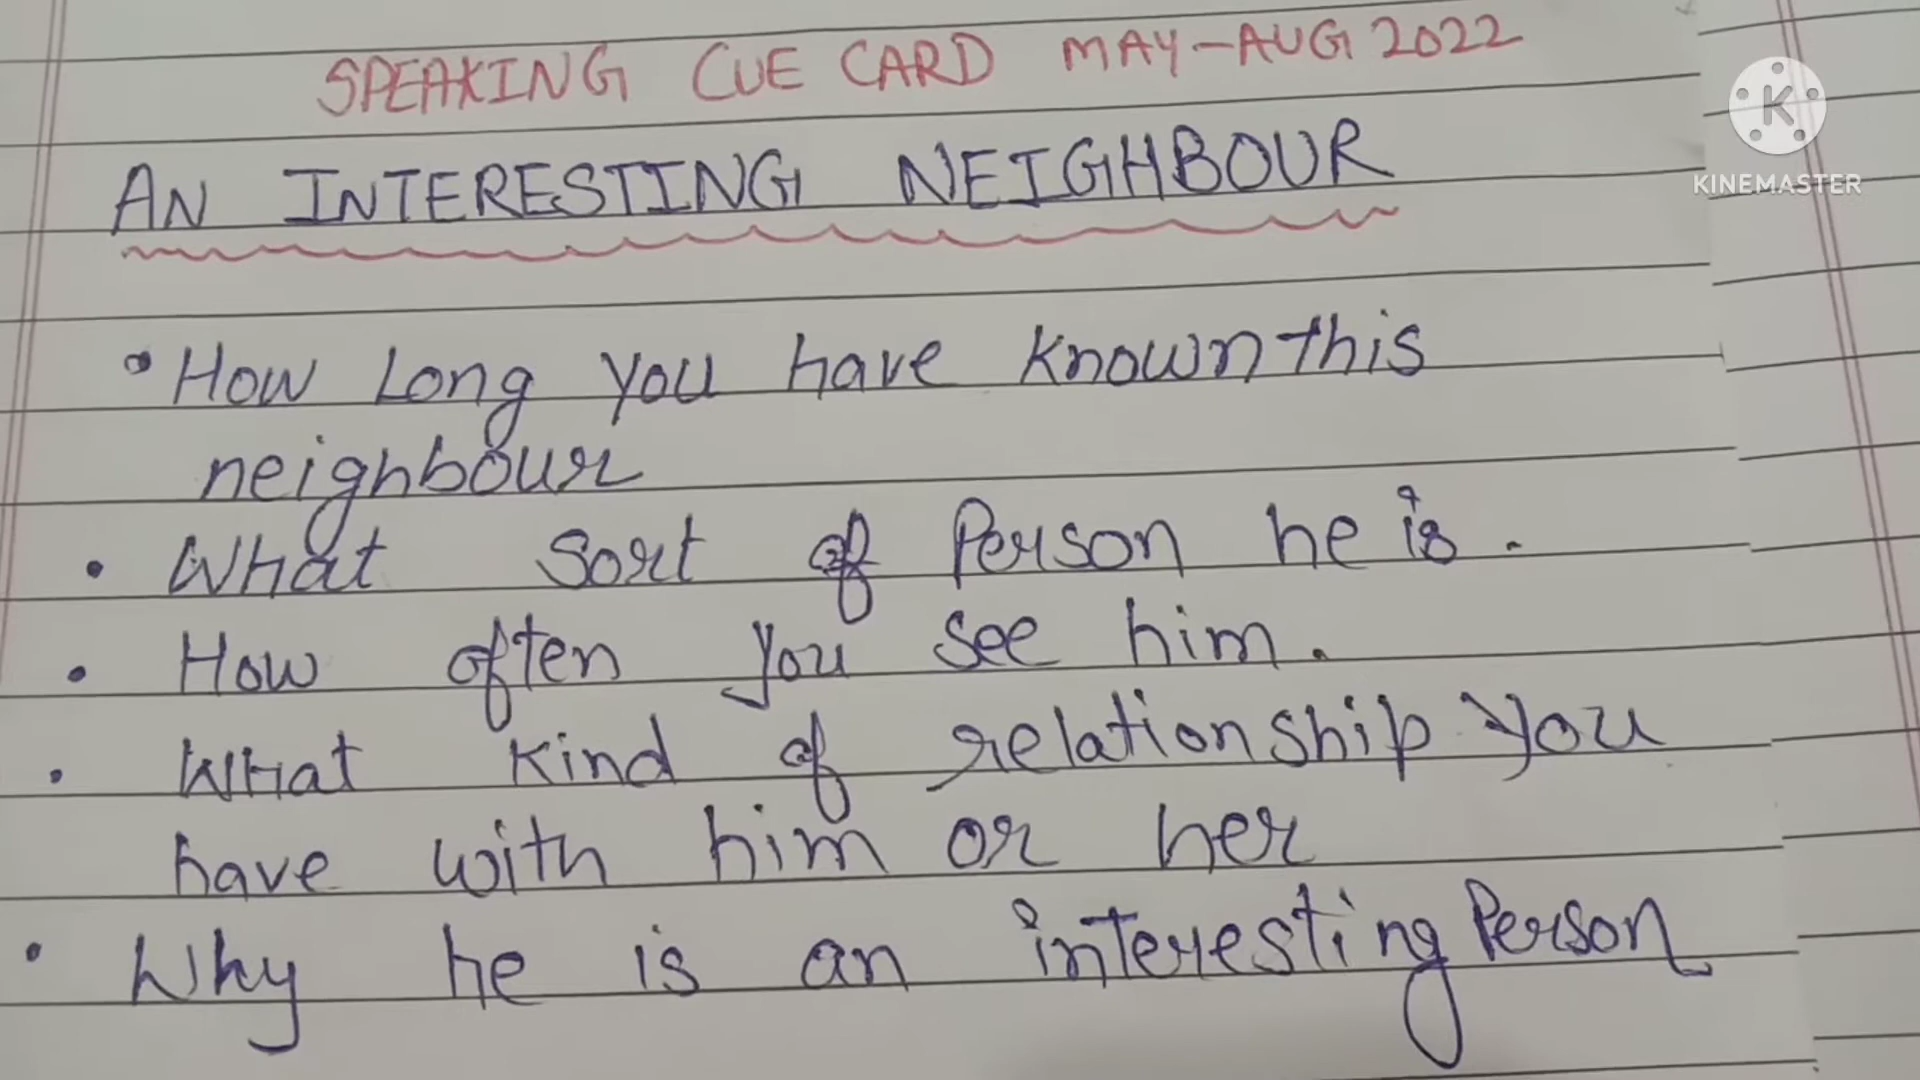 SPEAKING CUE CARD MAY-AUG 2022
AN INTERESTING NEIGHBOUR
KINEMASTER
• How Long you have known this
neighbour
• What sort of Person he is.
• How often you see him.
• What kind of relationship you
have with him or her
• Why he is an interesting Person